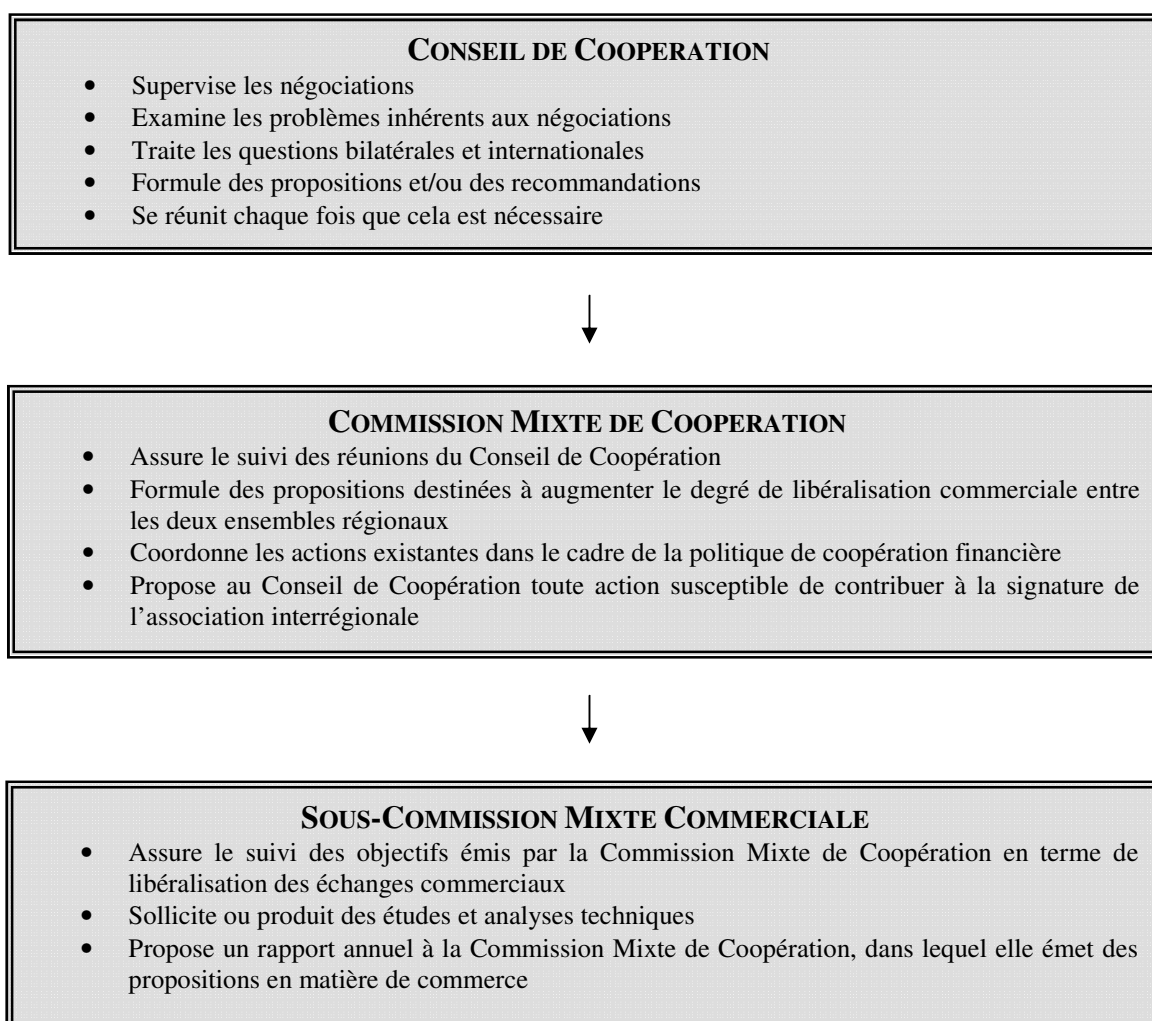 CONSEIL DE COOPERATION
• Supervise les négociations
• Examine les problèmes inhérents aux négociations
• Traite les questions bilatérales et internationales
• Formule des propositions et/ou des recommandations
• Se réunit chaque fois que cela est nécessaire
COMMISSION MIXTE DE COOPERATION
• Assure le suivi des réunions du Conseil de Coopération
• Formule des propositions destinées à augmenter le degré de libéralisation commerciale entre
les deux ensembles régionaux
• Coordonne les actions existantes dans le cadre de la politique de coopération financière
• Propose au Conseil de Coopération toute action susceptible de contribuer à la signature de
l’association interrégionale
SOUS-COMMISSION MIXTE COMMERCIALE
• Assure le suivi des objectifs émis par la Commission Mixte de Coopération en terme de
libéralisation des échanges commerciaux
• Sollicite ou produit des études et analyses techniques
• Propose un rapport annuel à la Commission Mixte de Coopération, dans lequel elle émet des
propositions en matière de commerce